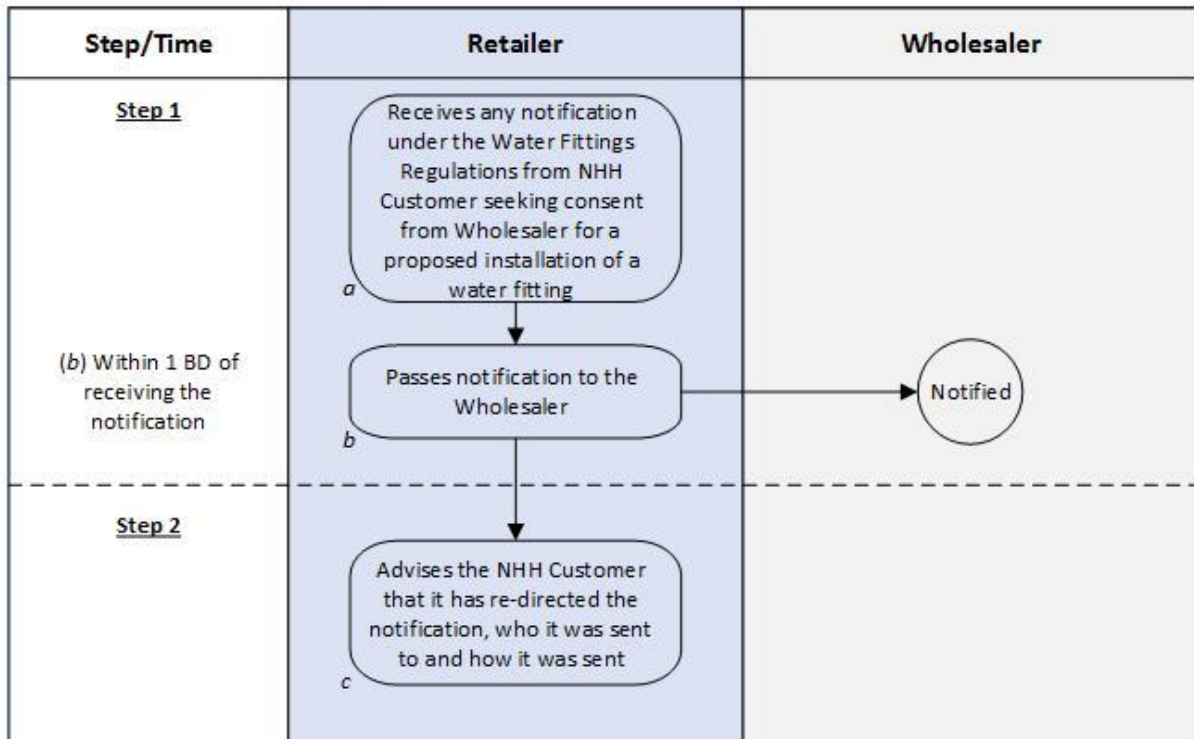 Step/Time
Retailer
Wholesaler
Step 1
Receives any notification
under the Water Fittings
Regulations from NHH
Customer seeking consent
from Wholesaler for a
proposed installation of a
water fitting
a
(b) Within 1 BD of
receiving the
notification
Passes notification to the
Wholesaler
b
Notified
Step 2
Advises the NHH Customer
that it has re-directed the
notification, who it was sent
to and how it was sent
c